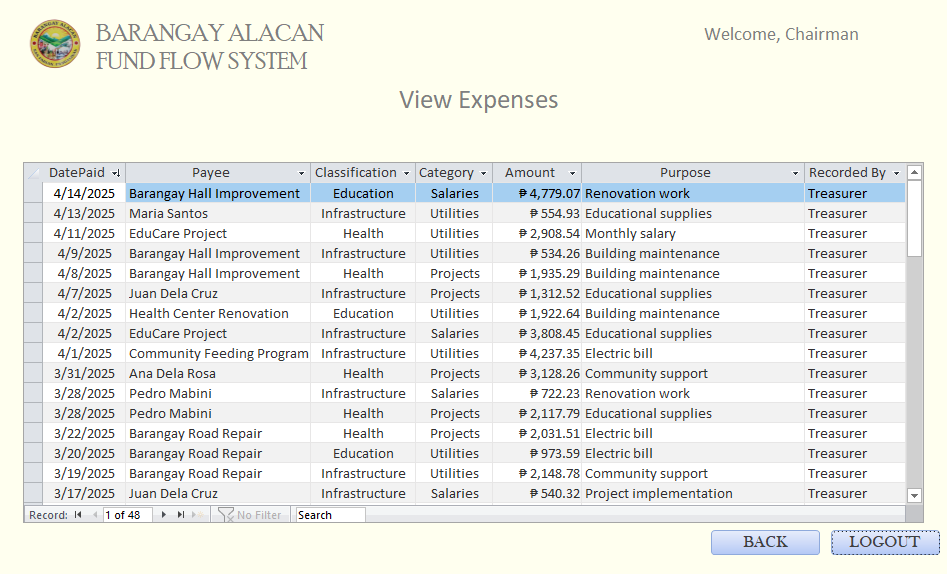 BARANGAY ALACAN
FUND FLOW SYSTEM
Welcome, Chairman
View Expenses
DatePaid Payee Classification Category Amount Purpose Recorded By
4/14/2025 Barangay Hall Improvement Education Salaries ₱ 4,779.07 Renovation work Treasurer
4/13/2025 Maria Santos Infrastructure Utilities ₱ 554.93 Educational supplies Treasurer
4/11/2025 EduCare Project Health Utilities ₱ 2,908.54 Monthly salary Treasurer
4/9/2025 Barangay Hall Improvement Infrastructure Utilities ₱ 534.26 Building maintenance Treasurer
4/8/2025 Barangay Hall Improvement Health Projects ₱ 1,935.29 Building maintenance Treasurer
4/7/2025 Juan Dela Cruz Infrastructure Projects ₱ 1,312.52 Educational supplies Treasurer
4/2/2025 Health Center Renovation Education Utilities ₱ 1,922.64 Building maintenance Treasurer
4/2/2025 EduCare Project Infrastructure Salaries ₱ 3,808.45 Educational supplies Treasurer
4/1/2025 Community Feeding Program Infrastructure Utilities ₱ 4,237.35 Electric bill Treasurer
3/31/2025 Ana Dela Rosa Health Projects ₱ 3,128.26 Community support Treasurer
3/28/2025 Pedro Mabini Infrastructure Salaries ₱ 722.23 Renovation work Treasurer
3/28/2025 Pedro Mabini Health Projects ₱ 2,117.79 Educational supplies Treasurer
3/22/2025 Barangay Road Repair Health Projects ₱ 2,031.51 Electric bill Treasurer
3/20/2025 Barangay Road Repair Education Utilities ₱ 973.59 Electric bill Treasurer
3/19/2025 Barangay Road Repair Infrastructure Utilities ₱ 2,148.78 Community support Treasurer
3/17/2025 Juan Dela Cruz Infrastructure Salaries ₱ 540.32 Project implementation Treasurer
Record: 1 of 48 No Filter Search
BACK LOGOUT